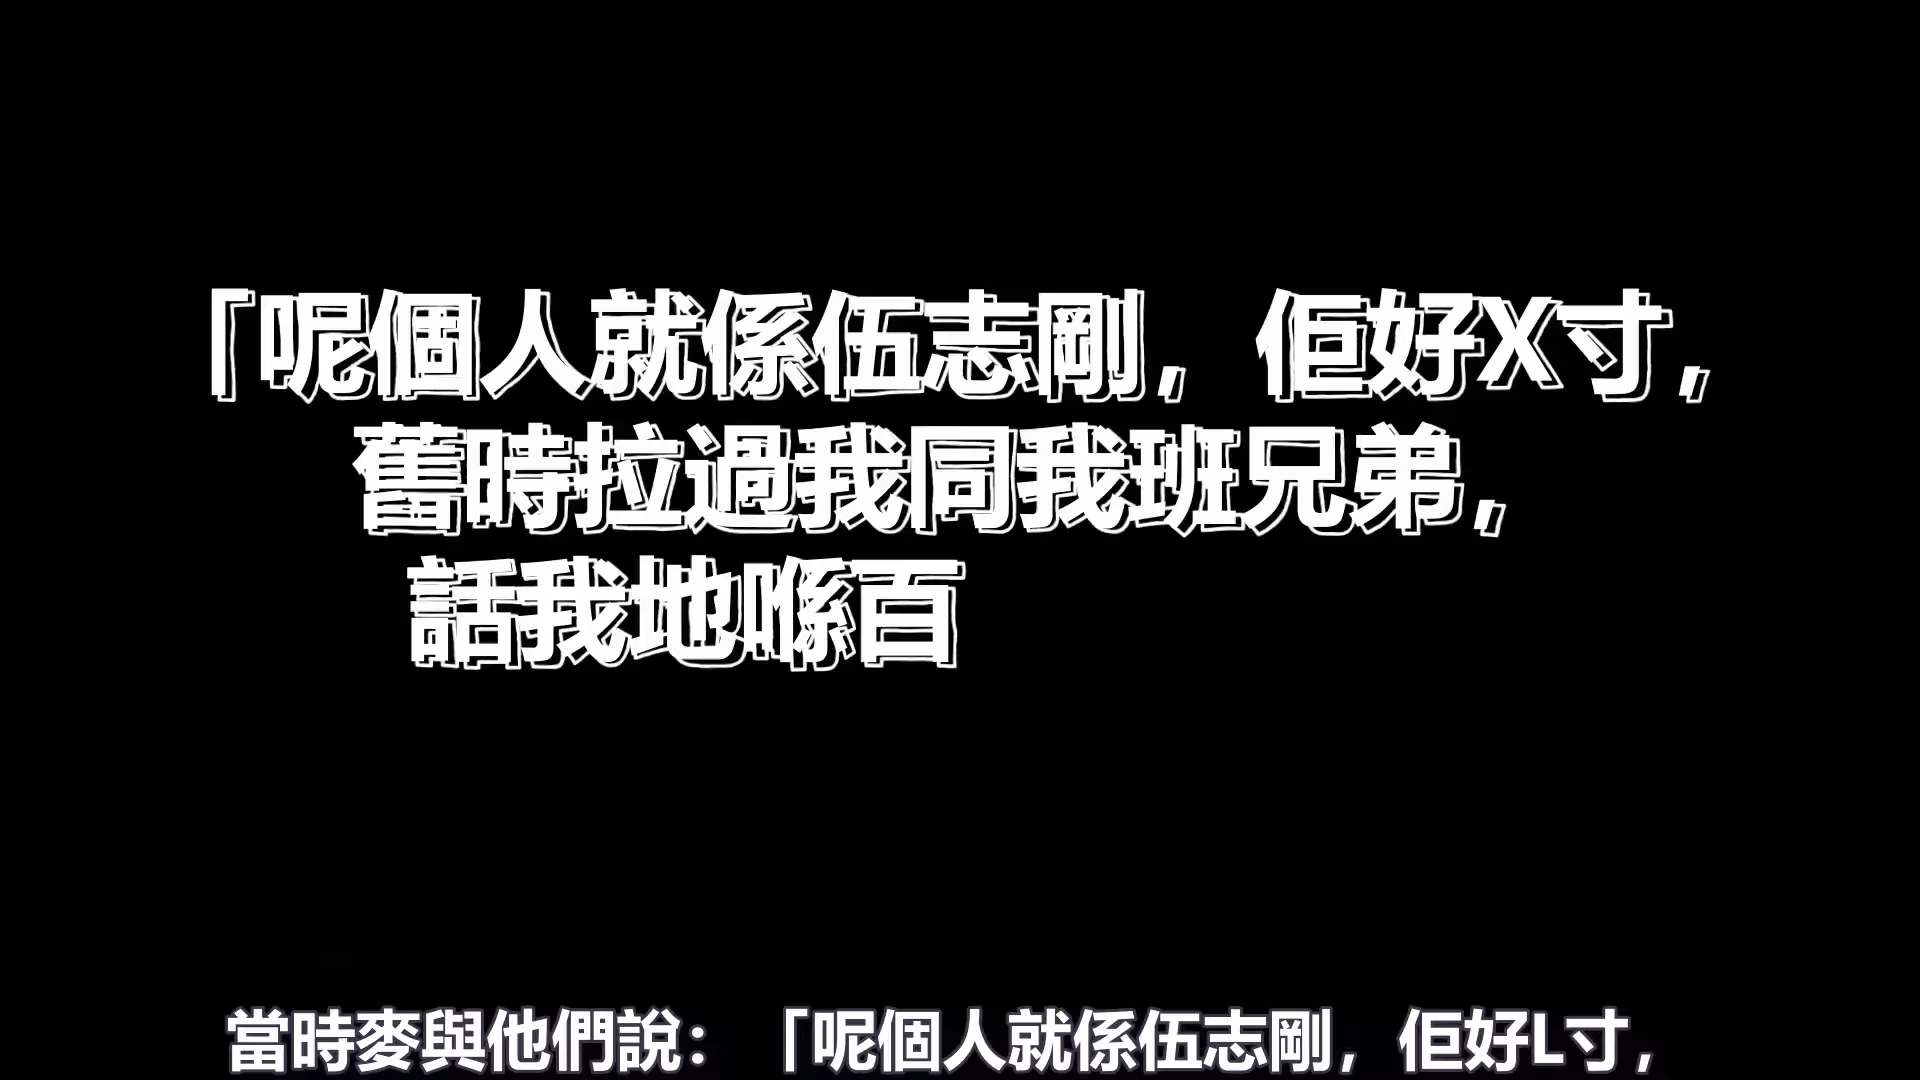 「呢個人就係伍志剛，佢好X寸，
舊時拉過我同我班兄弟，
話我地喺百
當時麥與他們說：「呢個人就係伍志剛，佢好L寸，